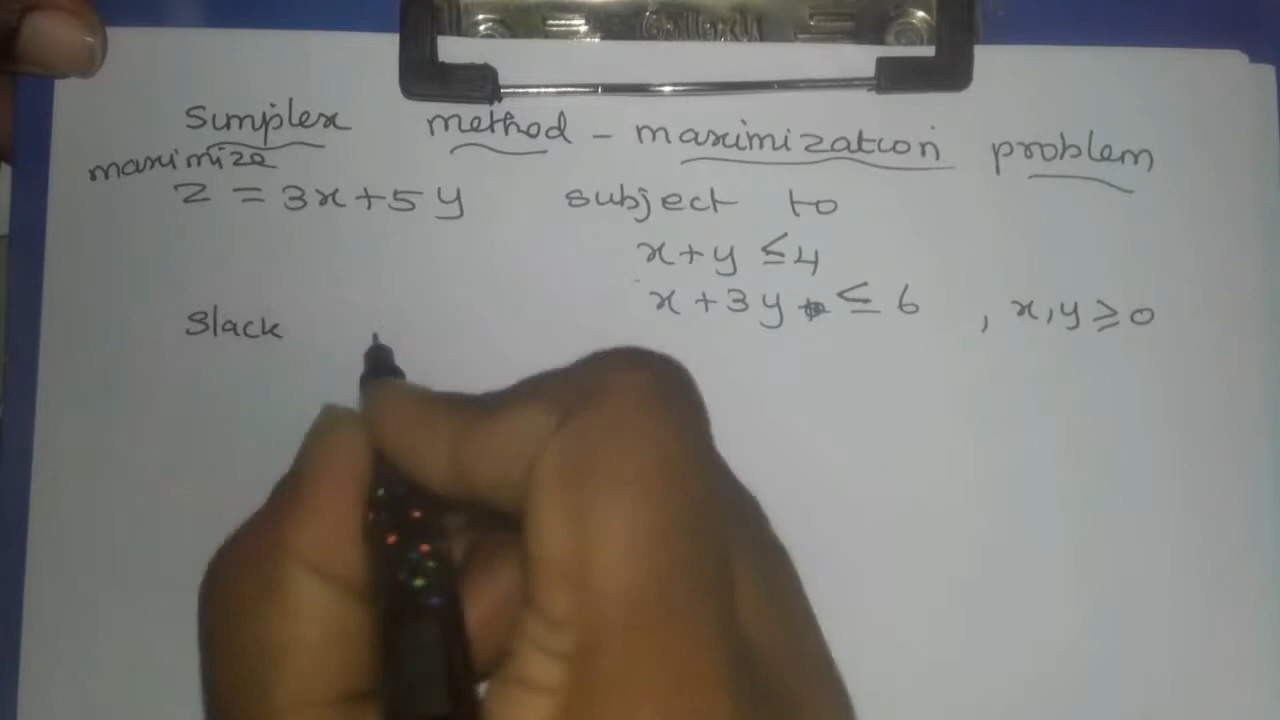 Simplex method - maximization problem
maximize
Z = 3x+5y subject to
x+y ≤4
x+3y ≤ 6 , x,y ≥ 0
Slack